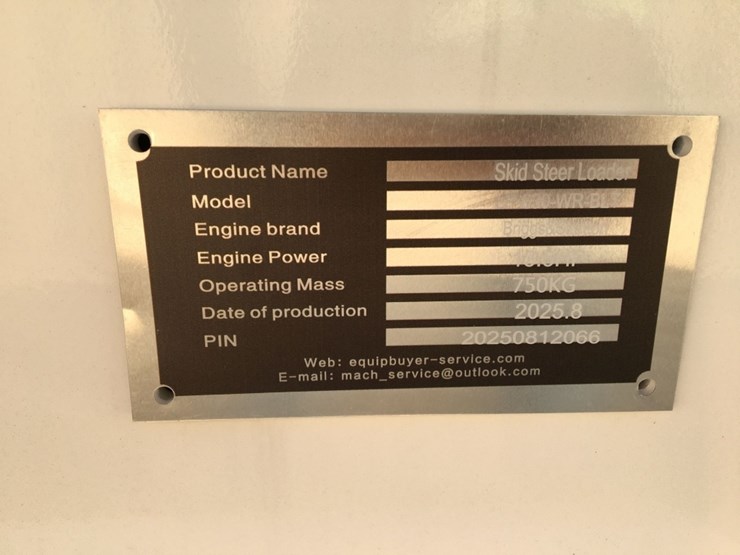 Product Name Skid Steer Loader
Model
Engine brand
Engine Power
Operating Mass 750KG
Date of production 2025.8
PIN 20250812066
Web: equipbuyer-service.com
E-mail: mach_service@outlook.com